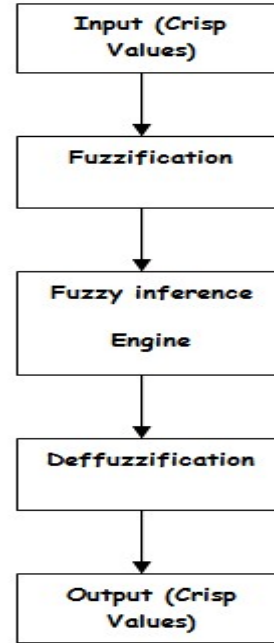 Input (Crisp
Values)
Fuzzification
Fuzzy inference
Engine
Deffuzzification
Output (Crisp
Values)